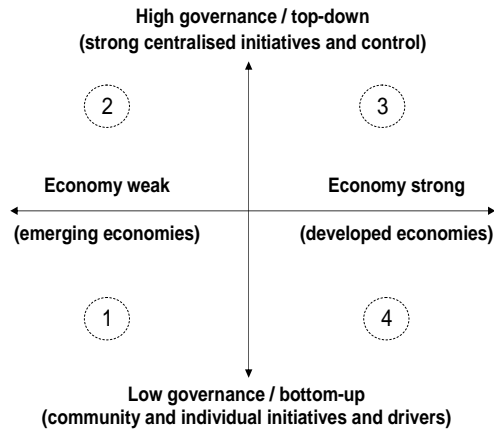 High governance / top-down
(strong centralised initiatives and control)
2
3
Economy weak
Economy strong
(emerging economies)
(developed economies)
1
4
Low governance / bottom-up
(community and individual initiatives and drivers)